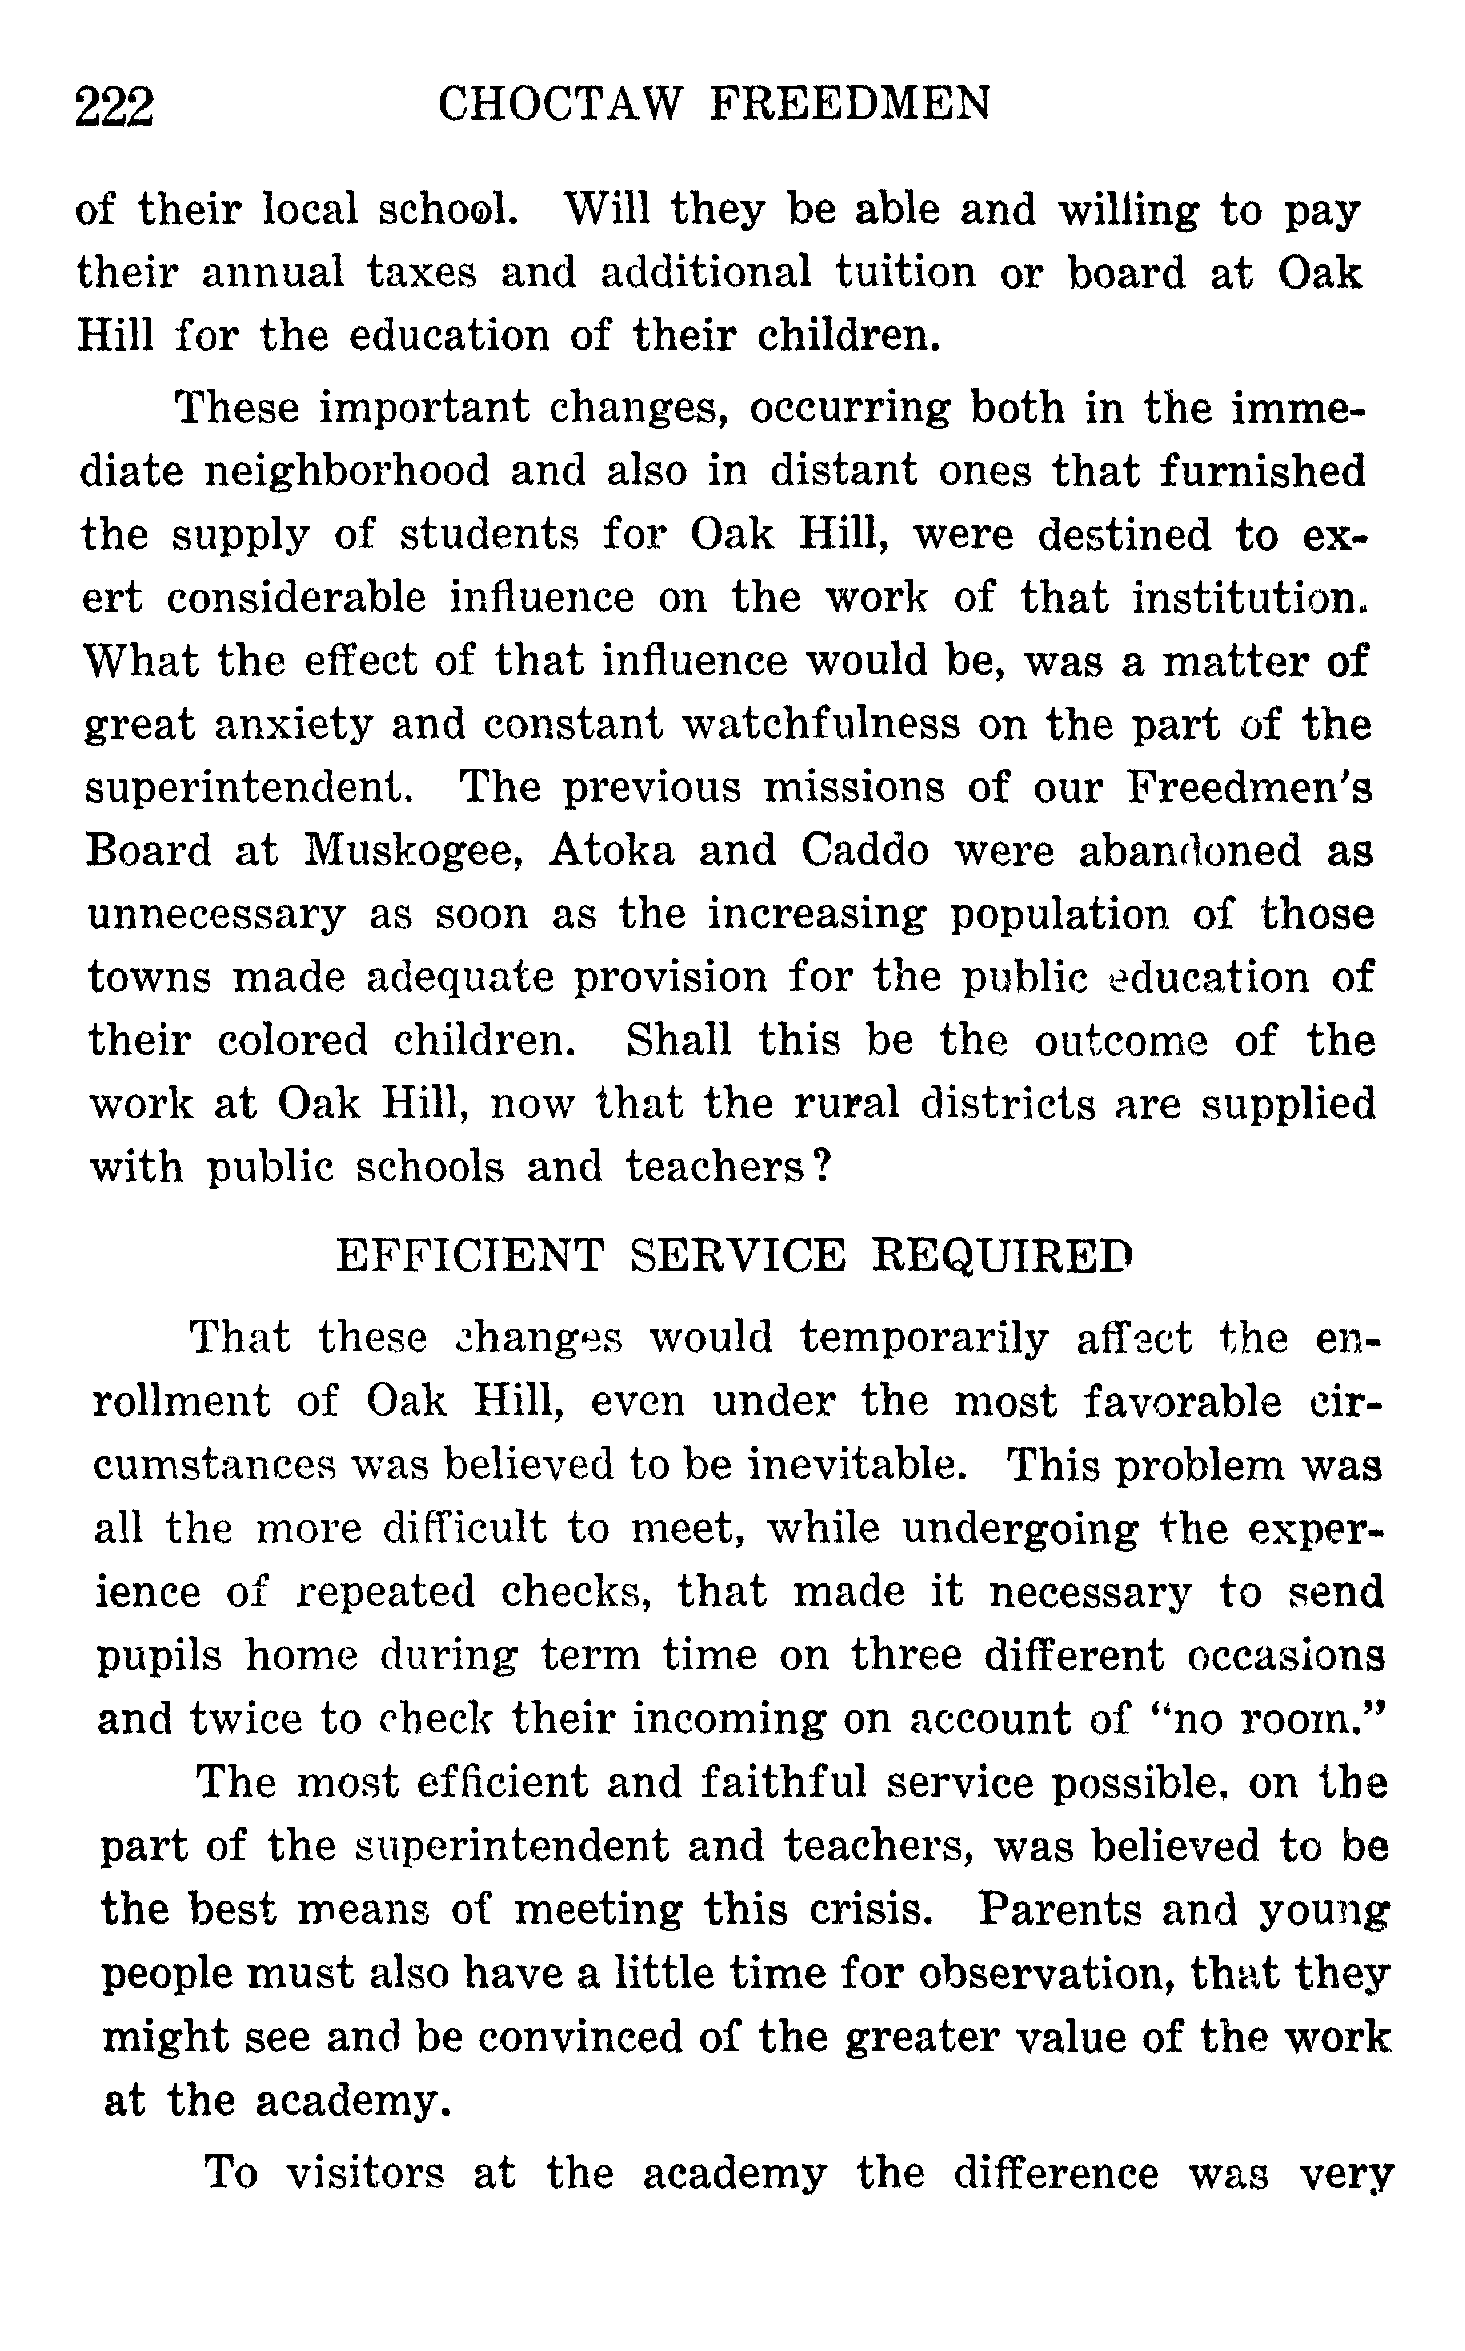 222 CHOCTAW FREEDMEN
of their local school. Will they be able and willing to pay
their annual taxes and additional tuition or board at Oak
Hill for the education of their children.
These important changes, occurring both in the imme-
diate neighborhood and also in distant ones that furnished
the supply of students for Oak Hill, were destined to ex-
ert considerable influence on the work of that institution.
What the effect of that influence would be, was a matter of
great anxiety and constant watchfulness on the part of the
superintendent. The previous missions of our Freedmen's
Board at Muskogee, Atoka and Caddo were abandoned as
unnecessary as soon as the increasing population of those
towns made adequate provision for the public education of
their colored children. Shall this be the outcome of the
work at Oak Hill, now that the rural districts are supplied
with public schools and teachers?
EFFICIENT SERVICE REQUIRED
That these changes would temporarily affect the en-
rollment of Oak Hill, even under the most favorable cir-
cumstances was believed to be inevitable. This problem was
all the more difficult to meet, while undergoing the exper-
ience of repeated checks, that made it necessary to send
pupils home during term time on three different occasions
and twice to check their incoming on account of “no room.”
The most efficient and faithful service possible, on the
part of the superintendent and teachers, was believed to be
the best means of meeting this crisis. Parents and young
people must also have a little time for observation, that they
might see and be convinced of the greater value of the work
at the academy.
To visitors at the academy the difference was very